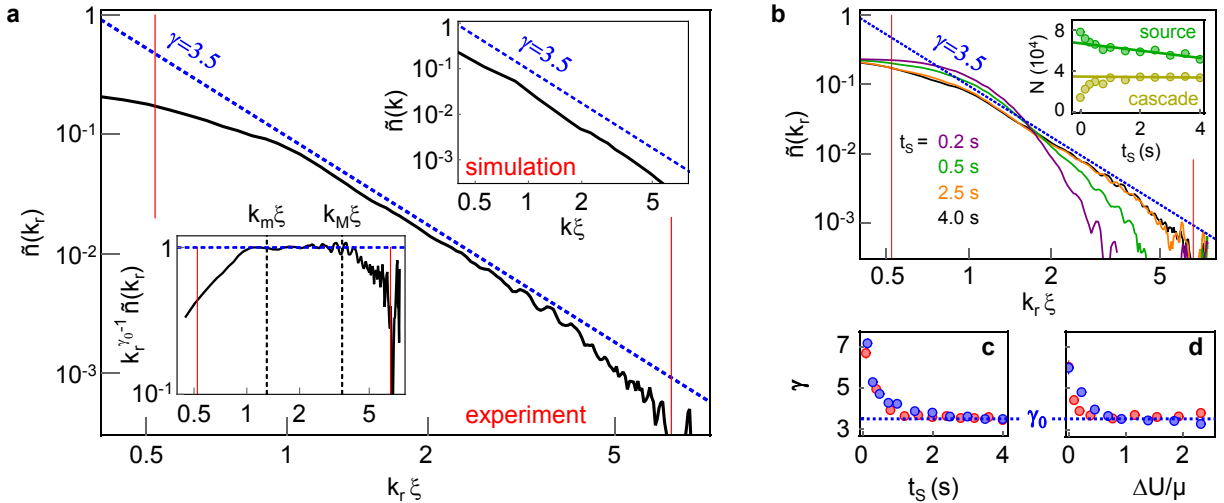 a
1
10⁻¹
10⁻²
10⁻³
ñ(kᵣ)
0.5
1
2
5
kᵣ ξ
γ=3.5
experiment
1
10⁻¹
10⁻²
10⁻³
ñ(k)
γ=3.5
simulation
0.5
1
2
5
kξ
kₘξ
k_Mξ
1
10⁻¹
kᵣ^γ₀⁻¹ ñ(kᵣ)
0.5
1
5
b
1
10⁻¹
10⁻²
10⁻³
ñ(kᵣ)
γ=3.5
tS = 0.2 s
0.5 s
2.5 s
4.0 s
0.5
1
2
5
kᵣ ξ
8
4
0
N (10⁴)
source
cascade
0
2
4
tS (s)
c
7
5
3
γ
0
2
4
tS (s)
γ₀
d
0
1
2
ΔU/μ